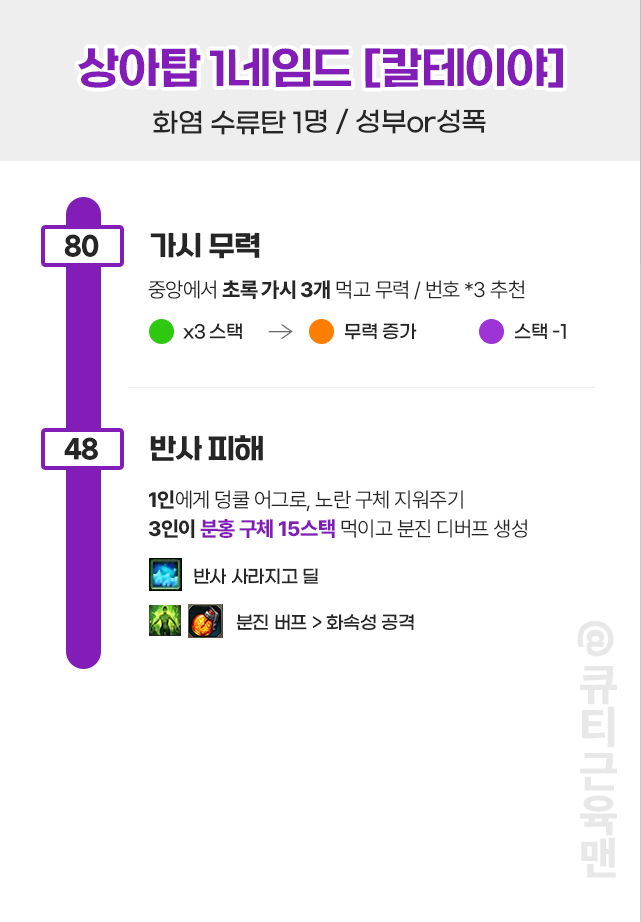 상아탑 1네임드 [칼테이야]
화염 수류탄 1명 / 성부or성폭
80
가시 무력
중앙에서 초록 가시 3개 먹고 무력 / 번호 *3 추천
x3 스택 → 무력 증가 스택 -1
48
반사 피해
1인에게 덩쿨 어그로, 노란 구체 지워주기
3인이 분홍 구체 15스택 먹이고 분진 디버프 생성
반사 사라지고 딜
분진 버프 > 화속성 공격
@큐티근육맨